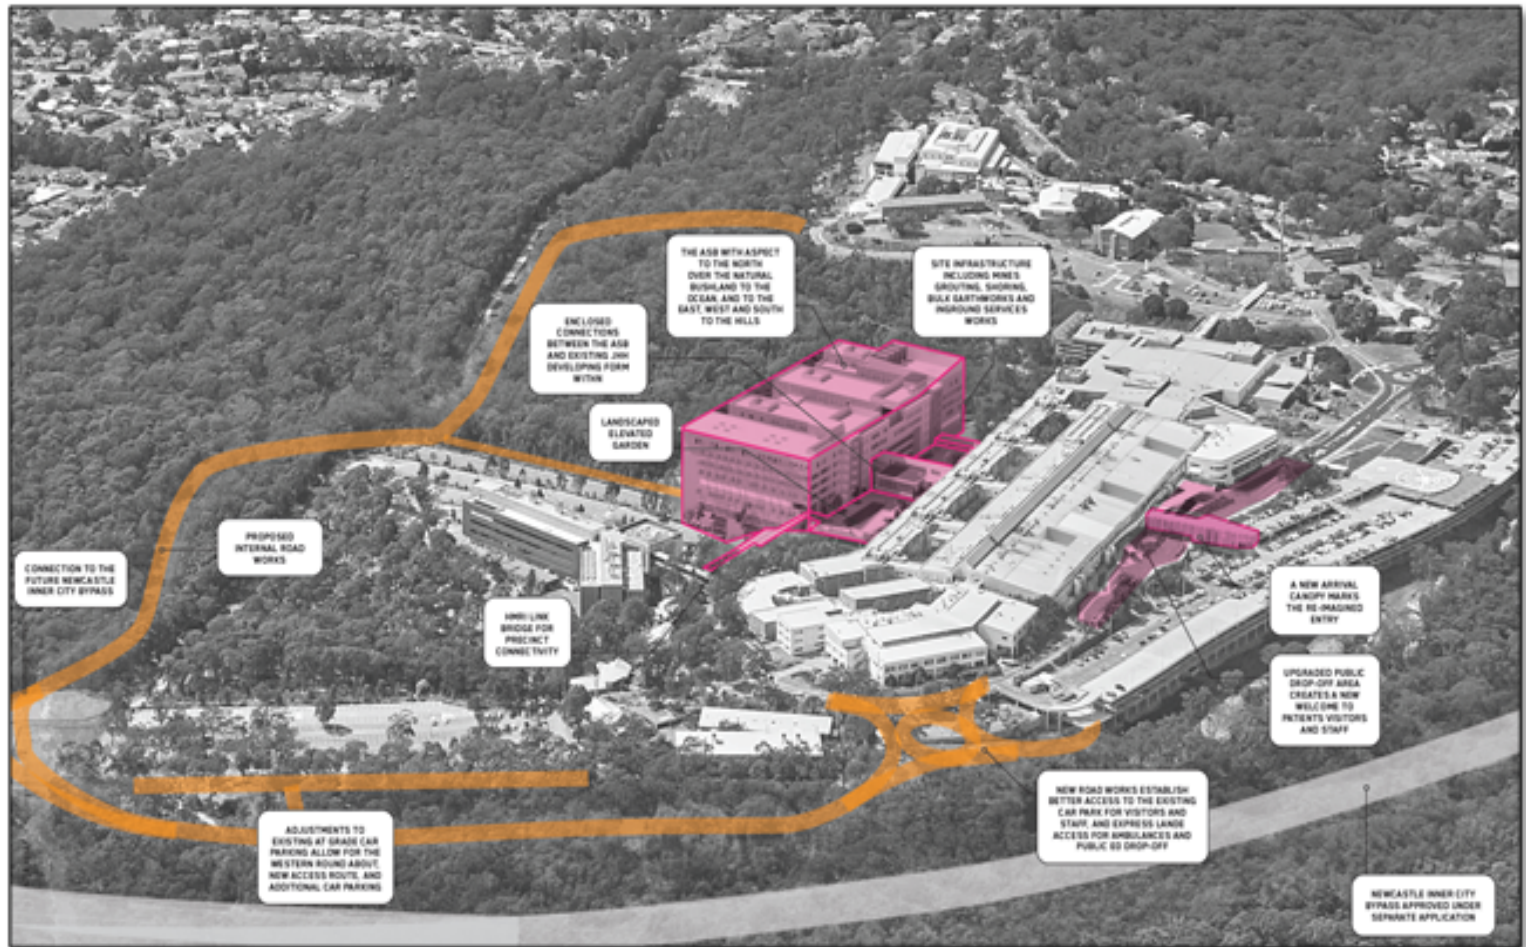 THE ASB WITH ASPECT
TO THE NORTH
OVER THE NATURAL
BUSHLAND TO THE
OCEAN, AND TO THE
EAST, WEST AND SOUTH
TO THE HILLS
SITE INFRASTRUCTURE
INCLUDING MINES
GROUTING, SHORING,
BULK EARTHWORKS AND
INGROUND SERVICES
WORKS
ENCLOSED
CONNECTIONS
BETWEEN THE ASB
AND EXISTING JHH
DEVELOPING FORM
WITHN
LANDSCAPED
ELEVATED
GARDEN
PROPOSED
INTERNAL ROAD
WORKS
CONNECTION TO THE
FUTURE NEWCASTLE
INNER CITY BYPASS
HMRI LINK
BRIDGE FOR
PRECINCT
CONNECTIVITY
A NEW ARRIVAL
CANOPY MARKS
THE RE-IMAGINED
ENTRY
UPGRADED PUBLIC
DROP-OFF AREA
CREATES A NEW
WELCOME TO
PATIENTS VISITORS
AND STAFF
NEW ROAD WORKS ESTABLISH
BETTER ACCESS TO THE EXISTING
CAR PARK FOR VISITORS AND
STAFF, AND EXPRESS LANDE
ACCESS FOR AMBULANCES AND
PUBLIC ED DROP-OFF
ADJUSTMENTS TO
EXISTING AT GRADE CAR
PARKING ALLOW FOR THE
WESTERN ROUND ABOUT,
NEW ACCESS ROUTE, AND
ADDITIONAL CAR PARKING
NEWCASTLE INNER CITY
BYPASS APPROVED UNDER
SEPARATE APPLICATION